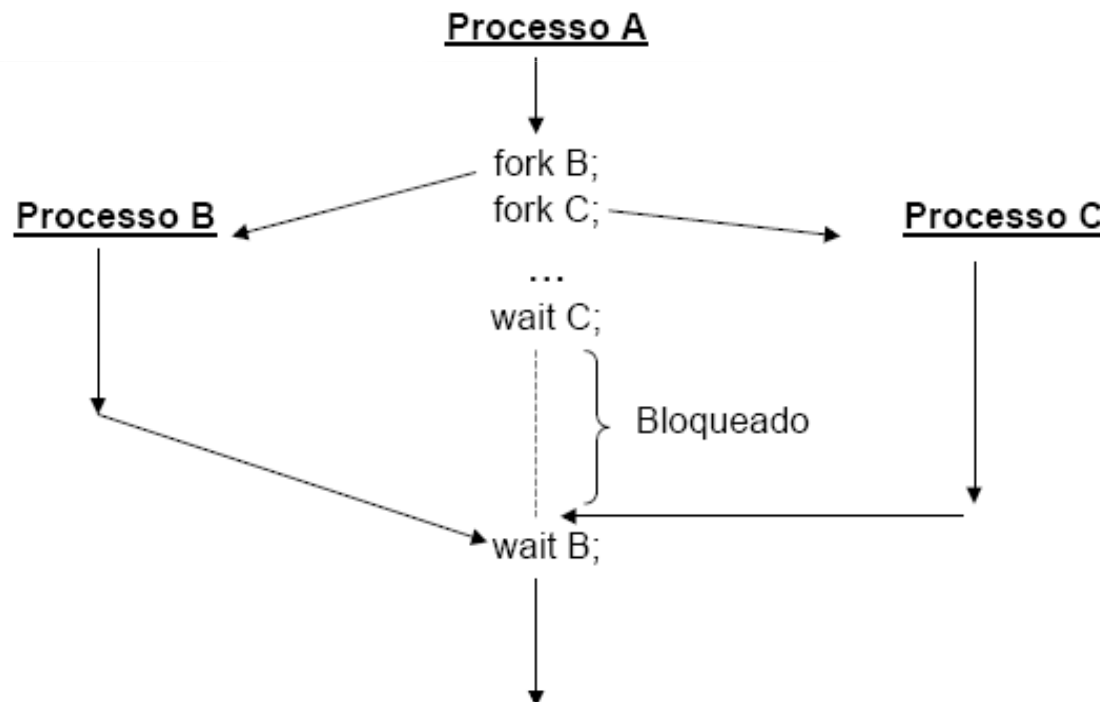 Processo A
fork B;
Processo B
fork C;
Processo C
...
wait C;
Bloqueado
wait B;